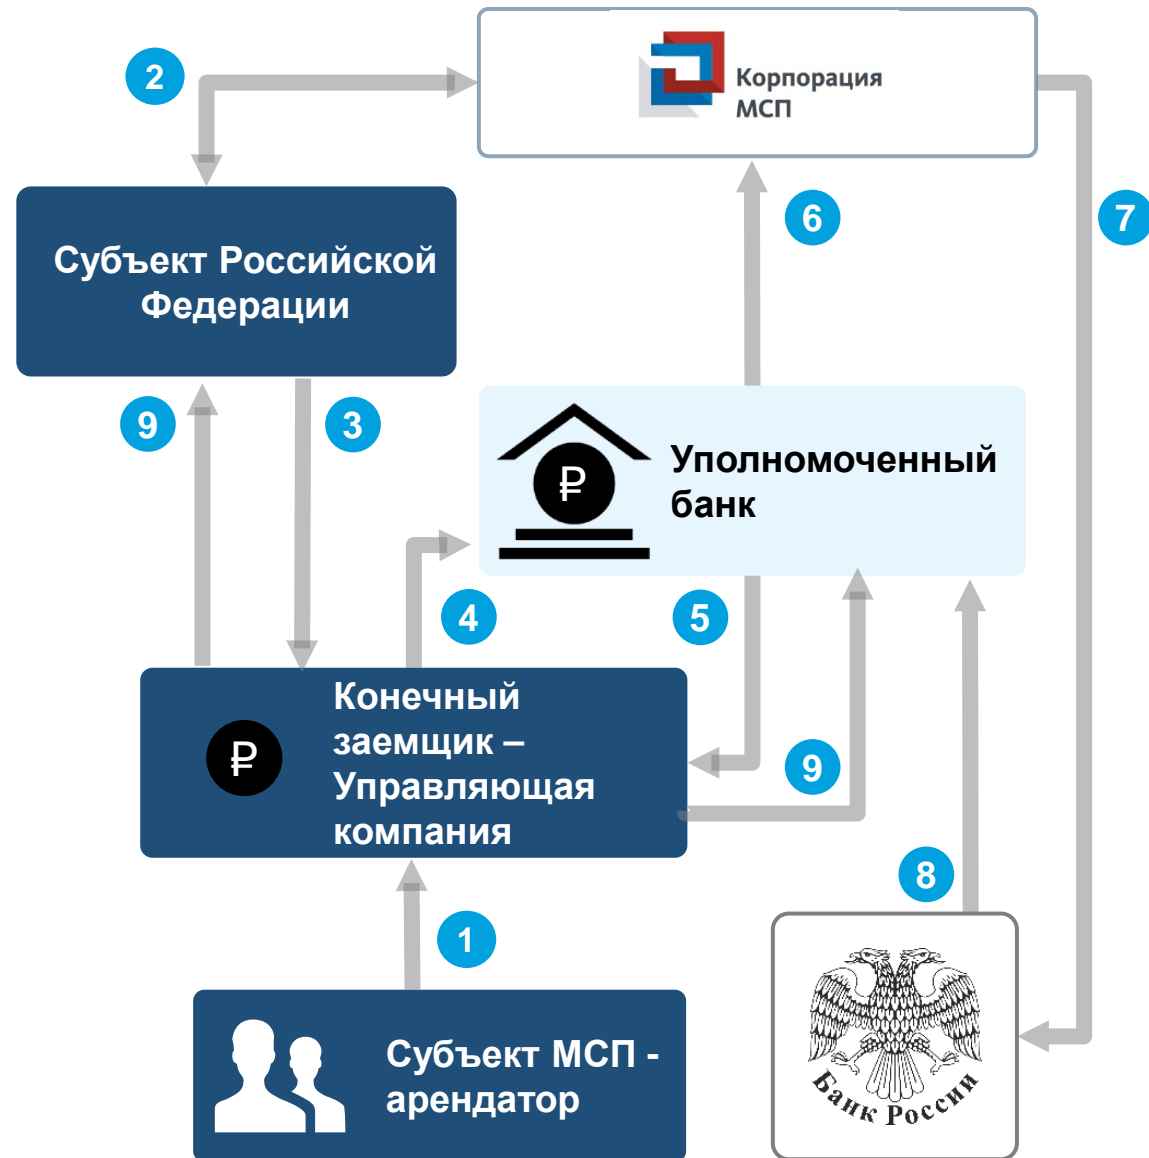 2
Корпорация
МСП
Субъект Российской
Федерации
6
7
9
3
Уполномоченный
банк
₽
4
5
Конечный
заемщик –
Управляющая
компания
₽
9
8
1
Субъект МСП -
арендатор
Банк России